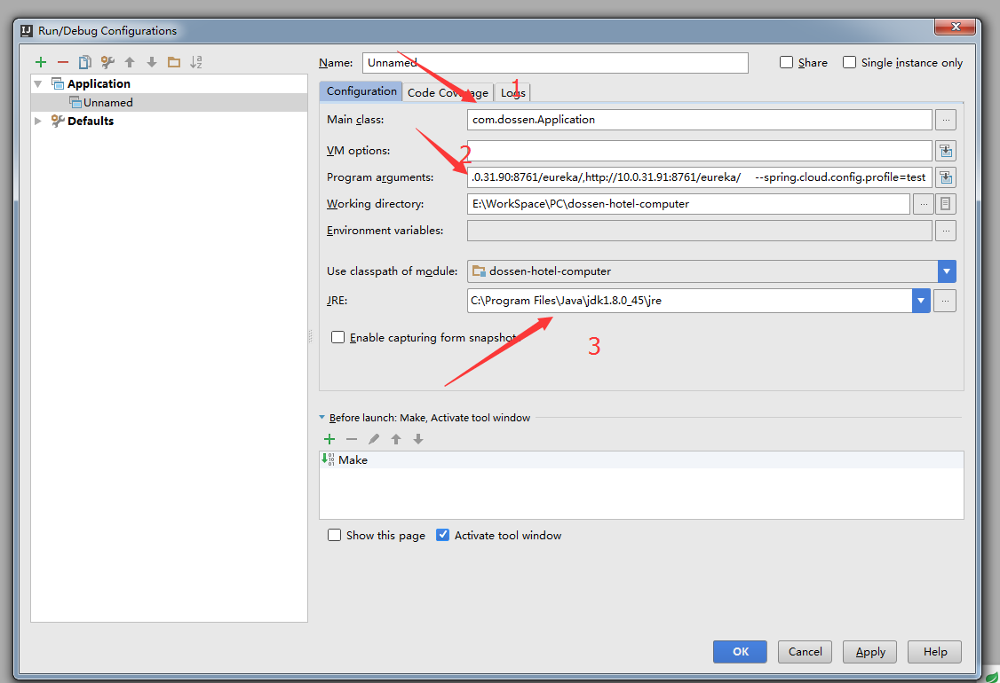 Run/Debug Configurations
Name: Unnamed Share Single instance only
Application
Unnamed
Defaults
Configuration Code Coverage Logs
1
Main class: com.dossen.Application
VM options:
2
Program arguments: .0.31.90:8761/eureka/,http://10.0.31.91:8761/eureka/ --spring.cloud.config.profile=test
Working directory: E:\WorkSpace\PC\dossen-hotel-computer
Environment variables:
Use classpath of module: dossen-hotel-computer
JRE: C:\Program Files\Java\jdk1.8.0_45\jre
Enable capturing form snapshots
3
Before launch: Make, Activate tool window
Make
Show this page Activate tool window
OK Cancel Apply Help